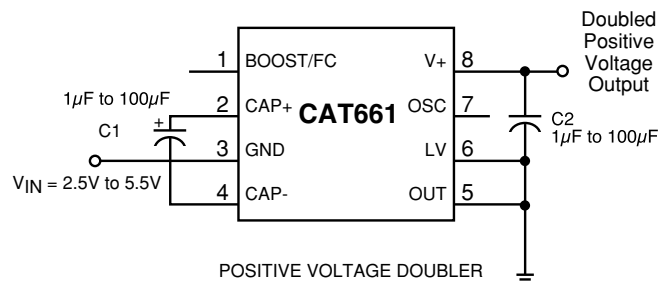 Doubled
Positive
Voltage
Output
1 BOOST/FC V+ 8
1µF to 100µF
2 CAP+ CAT661 OSC 7
+
C1
C2
1µF to 100µF
3 GND LV 6
VIN = 2.5V to 5.5V
4 CAP- OUT 5
POSITIVE VOLTAGE DOUBLER